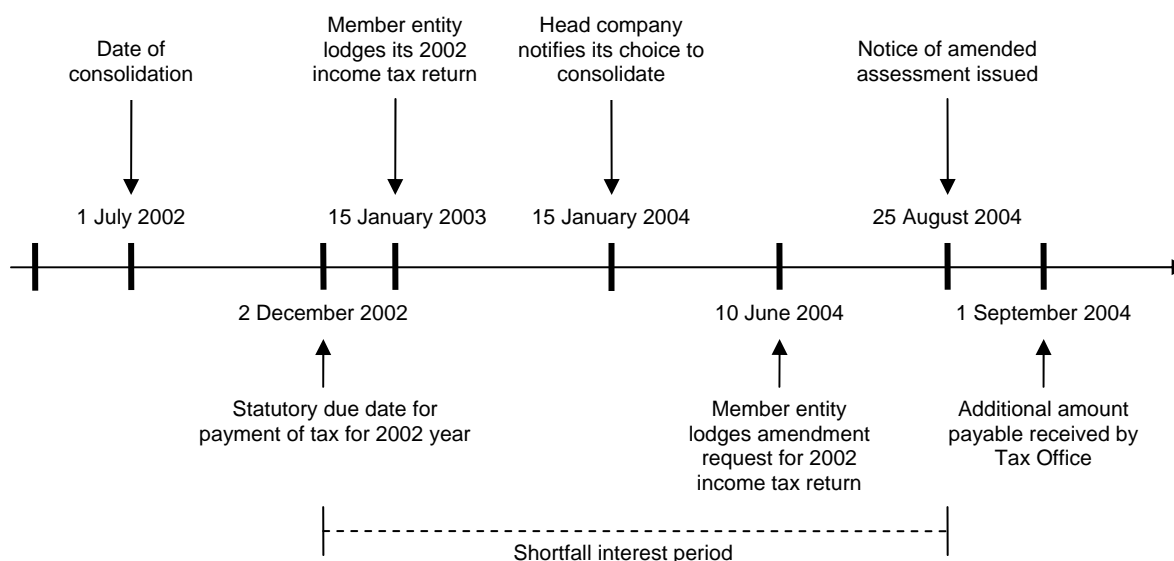 Date of
consolidation
Member entity
lodges its 2002
income tax return
Head company
notifies its choice to
consolidate
Notice of amended
assessment issued
1 July 2002
15 January 2003
15 January 2004
25 August 2004
2 December 2002
10 June 2004
1 September 2004
Statutory due date for
payment of tax for 2002 year
Member entity
lodges amendment
request for 2002
income tax return
Additional amount
payable received by
Tax Office
Shortfall interest period